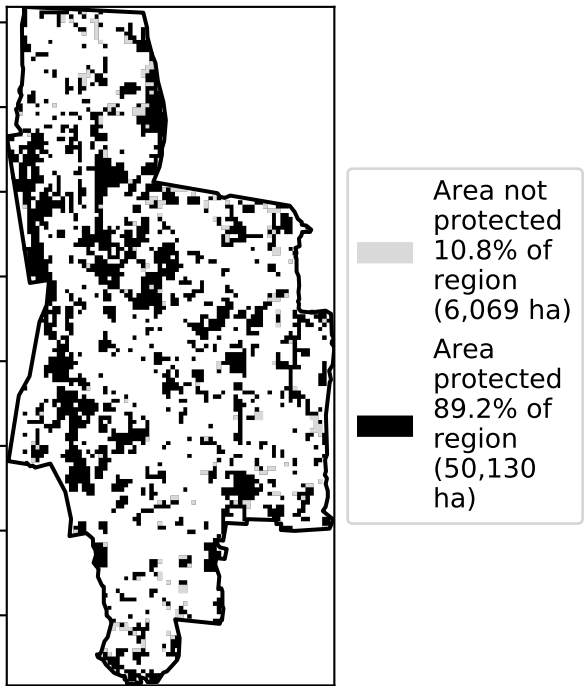 Area not
protected
10.8% of
region
(6,069 ha)
Area
protected
89.2% of
region
(50,130
ha)